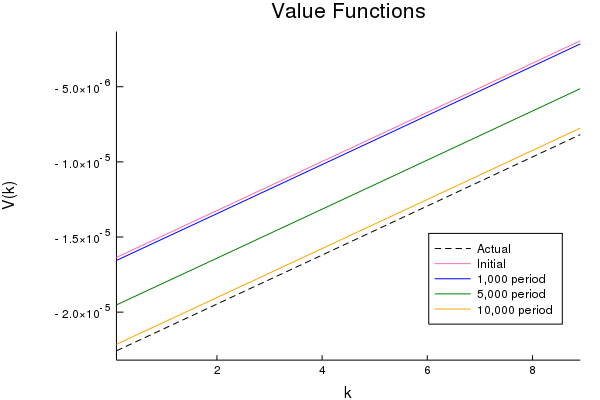 Value Functions
V(k)
- 5.0×10⁻⁶
- 1.0×10⁻⁵
- 1.5×10⁻⁵
- 2.0×10⁻⁵
Actual
Initial
1,000 period
5,000 period
10,000 period
2 4 6 8
k